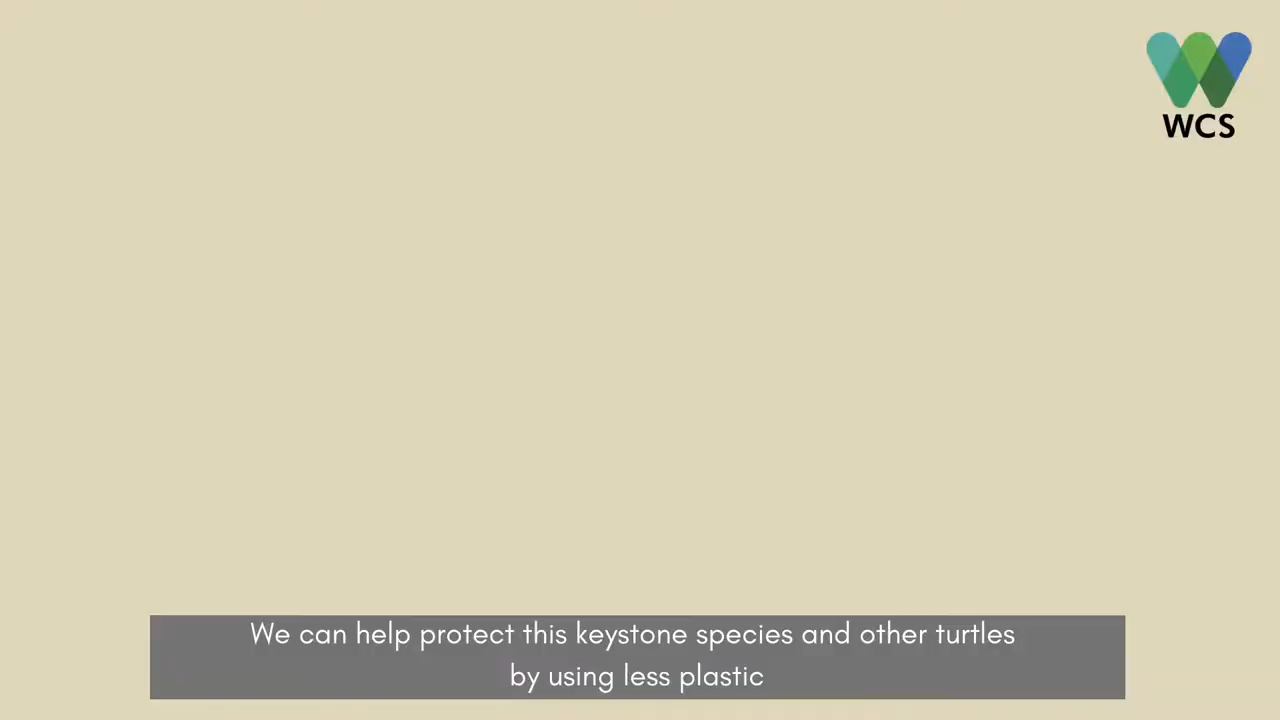 WCS
We can help protect this keystone species and other turtles
by using less plastic